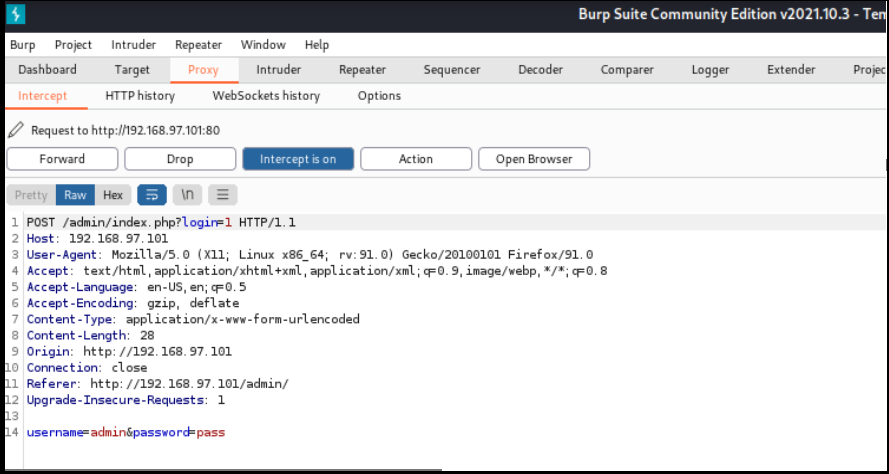 Burp Suite Community Edition v2021.10.3 - Ten
Burp Project Intruder Repeater Window Help
Dashboard Target Proxy Intruder Repeater Sequencer Decoder Comparer Logger Extender Projec
Intercept HTTP history WebSockets history Options
Request to http://192.168.97.101:80
Forward Drop Intercept is on Action Open Browser
Pretty Raw Hex \n
1 POST /admin/index.php?login=1 HTTP/1.1
2 Host: 192.168.97.101
3 User-Agent: Mozilla/5.0 (X11; Linux x86_64; rv:91.0) Gecko/20100101 Firefox/91.0
4 Accept: text/html,application/xhtml+xml,application/xml;q=0.9,image/webp,*/*;q=0.8
5 Accept-Language: en-US,en;q=0.5
6 Accept-Encoding: gzip, deflate
7 Content-Type: application/x-www-form-urlencoded
8 Content-Length: 28
9 Origin: http://192.168.97.101
10 Connection: close
11 Referer: http://192.168.97.101/admin/
12 Upgrade-Insecure-Requests: 1
13
14 username=admin&password=pass